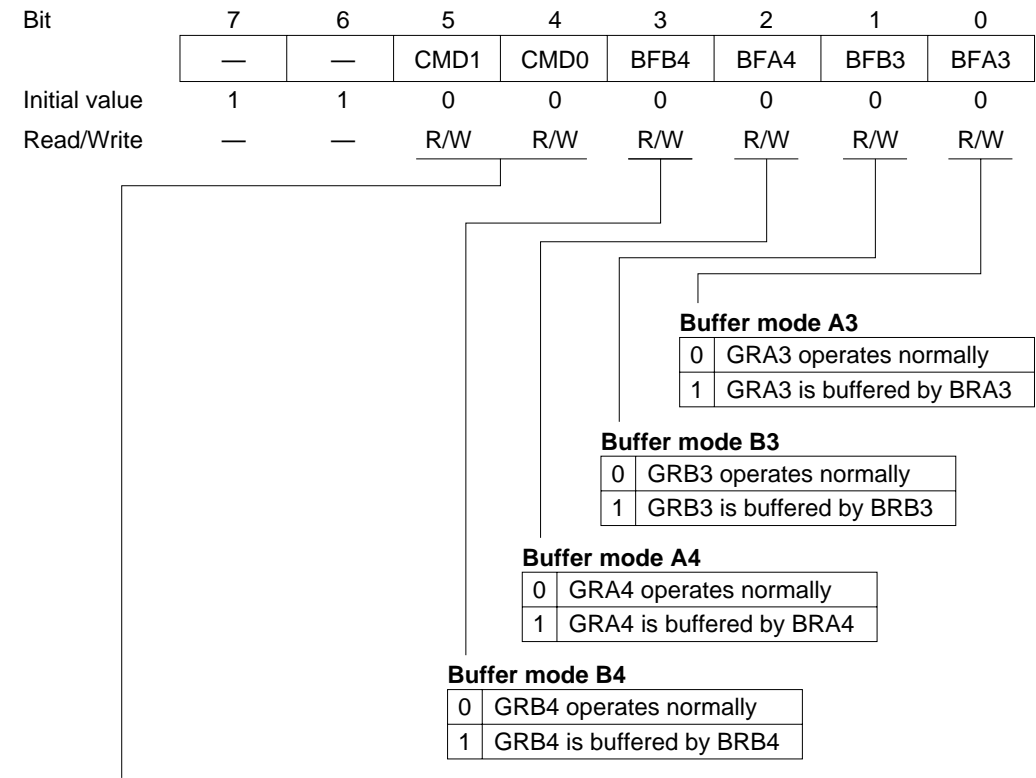 Bit 7 6 5 4 3 2 1 0
— — CMD1 CMD0 BFB4 BFA4 BFB3 BFA3
Initial value 1 1 0 0 0 0 0 0
Read/Write — — R/W R/W R/W R/W R/W R/W
Buffer mode A3
0 GRA3 operates normally
1 GRA3 is buffered by BRA3
Buffer mode B3
0 GRB3 operates normally
1 GRB3 is buffered by BRB3
Buffer mode A4
0 GRA4 operates normally
1 GRA4 is buffered by BRA4
Buffer mode B4
0 GRB4 operates normally
1 GRB4 is buffered by BRB4